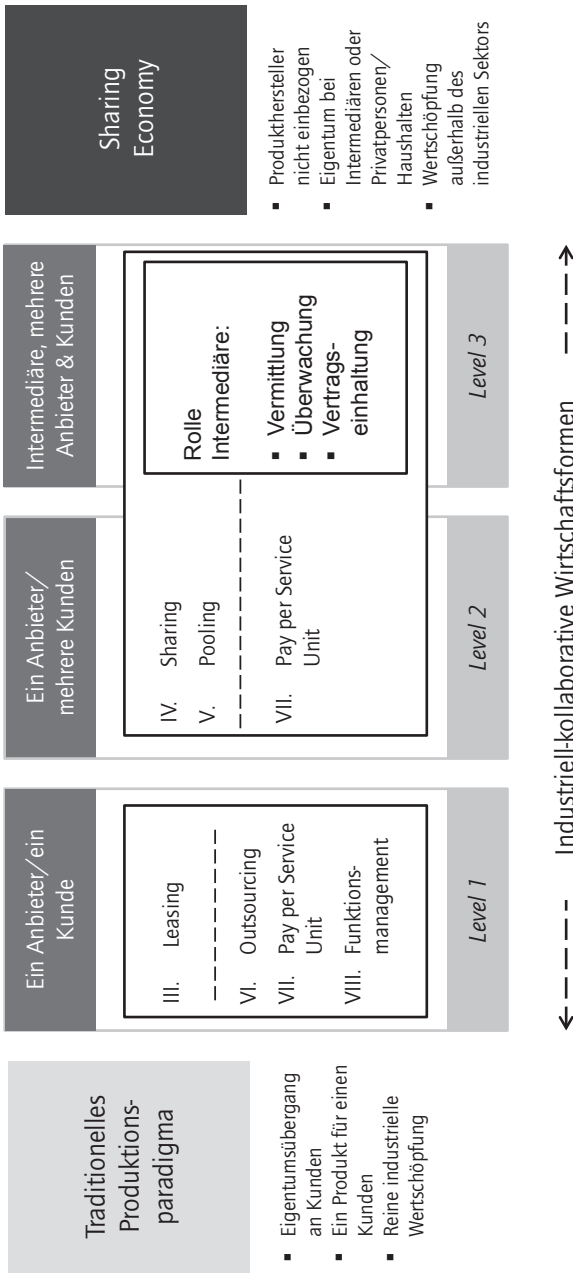 Traditionelles
Produktions-
paradigma
▪ Eigentumsübergang
an Kunden
▪ Ein Produkt für einen
Kunden
▪ Reine industrielle
Wertschöpfung
Ein Anbieter/ein
Kunde
III. Leasing
VI. Outsourcing
VII. Pay per Service
Unit
VIII. Funktions-
management
Level 1
Ein Anbieter/
mehrere Kunden
IV. Sharing
V. Pooling
VII. Pay per Service
Unit
Level 2
Intermediäre, mehrere
Anbieter & Kunden
Rolle
Intermediäre:
▪ Vermittlung
▪ Überwachung
▪ Vertrags-
einhaltung
Level 3
Sharing
Economy
▪ Produkthersteller
nicht einbezogen
▪ Eigentum bei
Intermediären oder
Privatpersonen/
Haushalten
▪ Wertschöpfung
außerhalb des
industriellen Sektors
Industriell-kollaborative Wirtschaftsformen